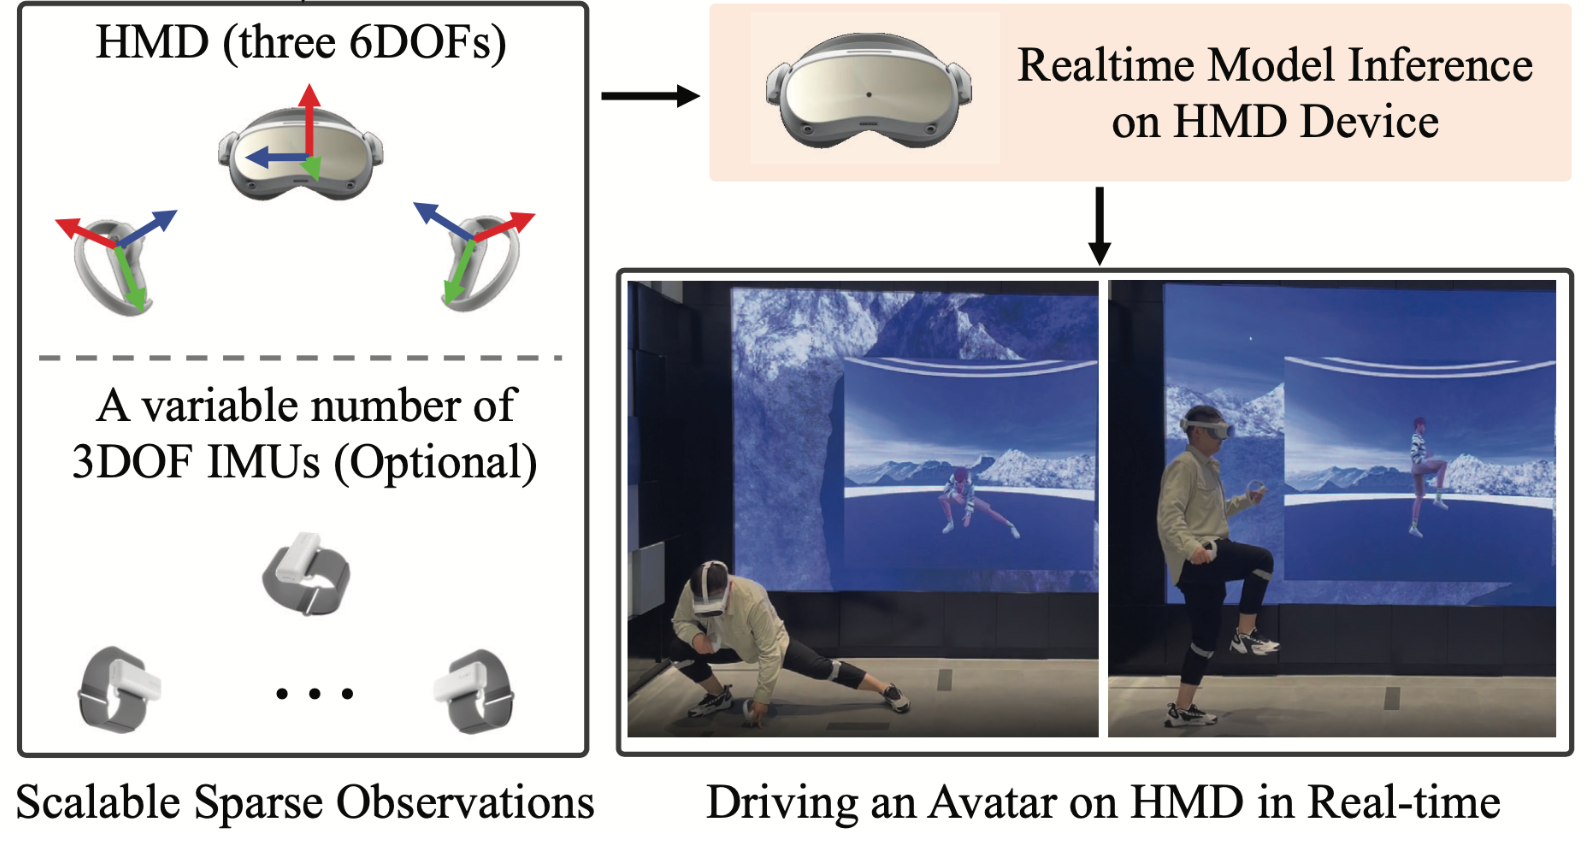 HMD (three 6DOFs)
Realtime Model Inference
on HMD Device
A variable number of
3DOF IMUs (Optional)
Scalable Sparse Observations
Driving an Avatar on HMD in Real-time